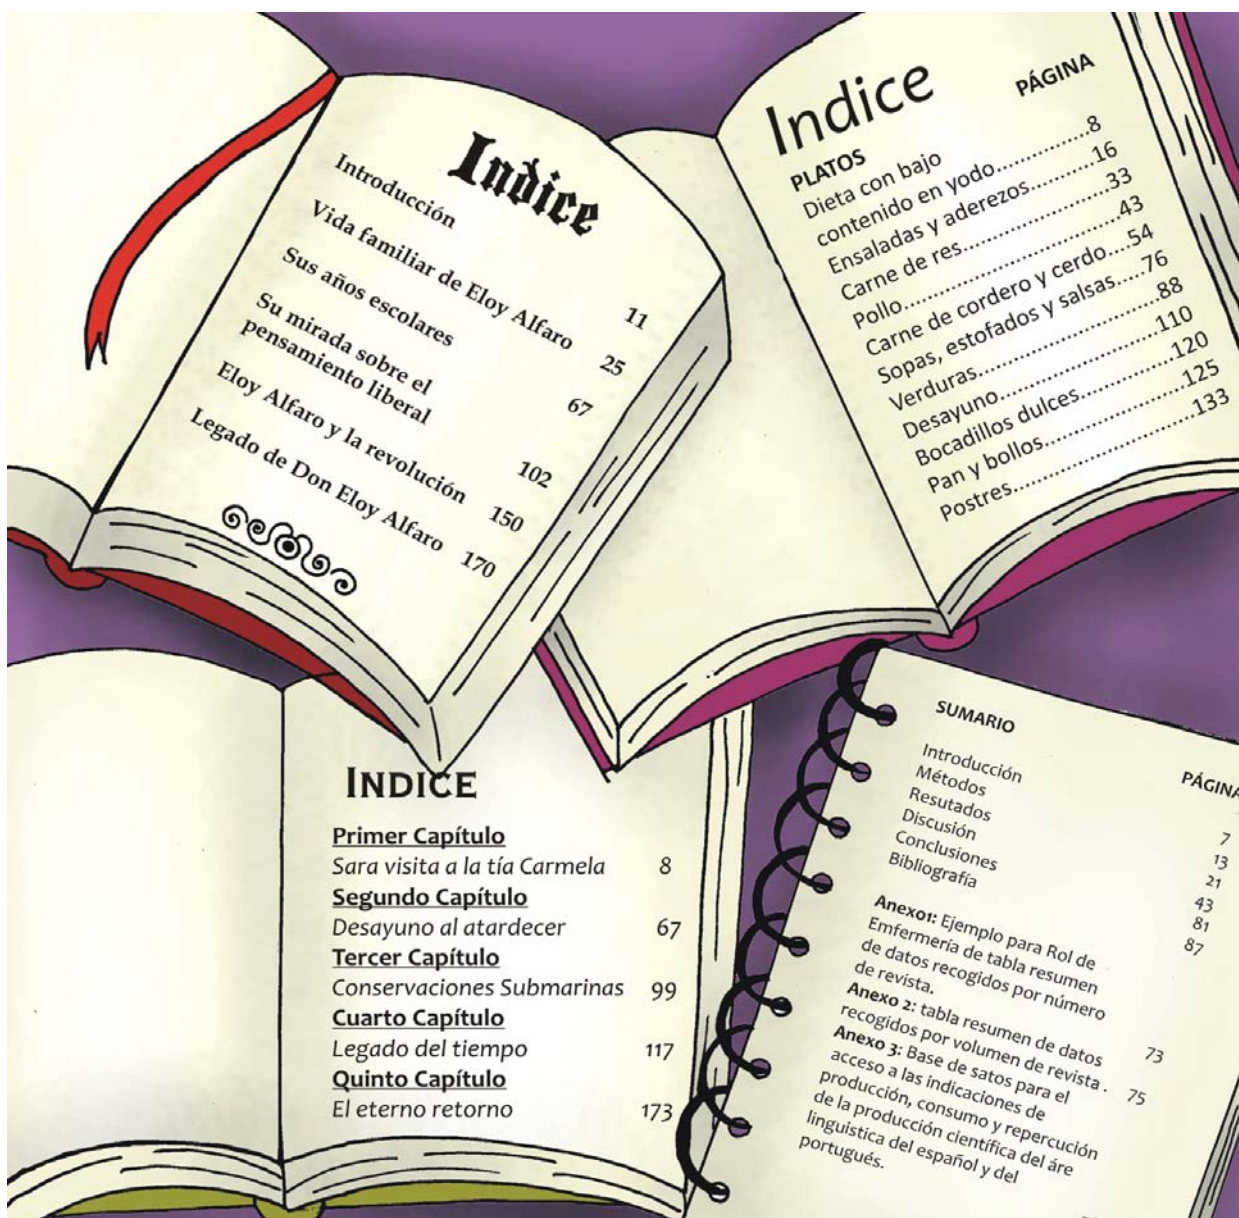 Indice
Introducción
Vida familiar de Eloy Alfaro 11
Sus años escolares 25
Su mirada sobre el
pensamiento liberal 67
Eloy Alfaro y la revolución 102
Legado de Don Eloy Alfaro 150
170
Indice
PÁGINA
PLATOS
Dieta con bajo
contenido en yodo..............8
Ensaladas y aderezos.........16
Carne de res.......................33
Pollo...................................43
Carne de cordero y cerdo...54
Sopas, estofados y salsas....76
Verduras............................88
Desayuno.........................110
Bocadillos dulces..............120
Pan y bollos.....................125
Postres.............................133
INDICE
Primer Capítulo
Sara visita a la tía Carmela 8
Segundo Capítulo
Desayuno al atardecer 67
Tercer Capítulo
Conservaciones Submarinas 99
Cuarto Capítulo
Legado del tiempo 117
Quinto Capítulo
El eterno retorno 173
SUMARIO
PÁGINA
Introducción 7
Métodos 13
Resutados 21
Discusión 43
Conclusiones 81
Bibliografía 87
Anexo1: Ejemplo para Rol de
Emfermería de tabla resumen
de datos recogidos por número
de revista. 73
Anexo 2: tabla resumen de datos
recogidos por volumen de revista . 75
Anexo 3: Base de satos para el
acceso a las indicaciones de
producción, consumo y repercución
de la producción científica del áre
linguistica del español y del
portugués.